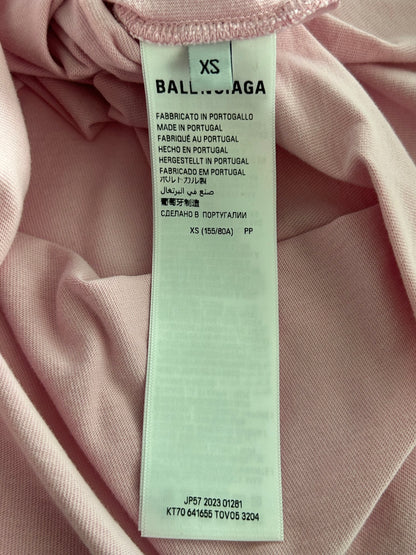 XS
BALENCIAGA
FABBRICATO IN PORTOGALLO
MADE IN PORTUGAL
FABRIQUÉ AU PORTUGAL
HECHO EN PORTUGAL
HERGESTELLT IN PORTUGAL
FABRICADO EM PORTUGAL
ポルトガル製
صنع في البرتغال
葡萄牙制造
СДЕЛАНО В ПОРТУГАЛИИ
XS (155/80A) PP
JP57 2023 01281
KT70 641655 TOVO5 3204